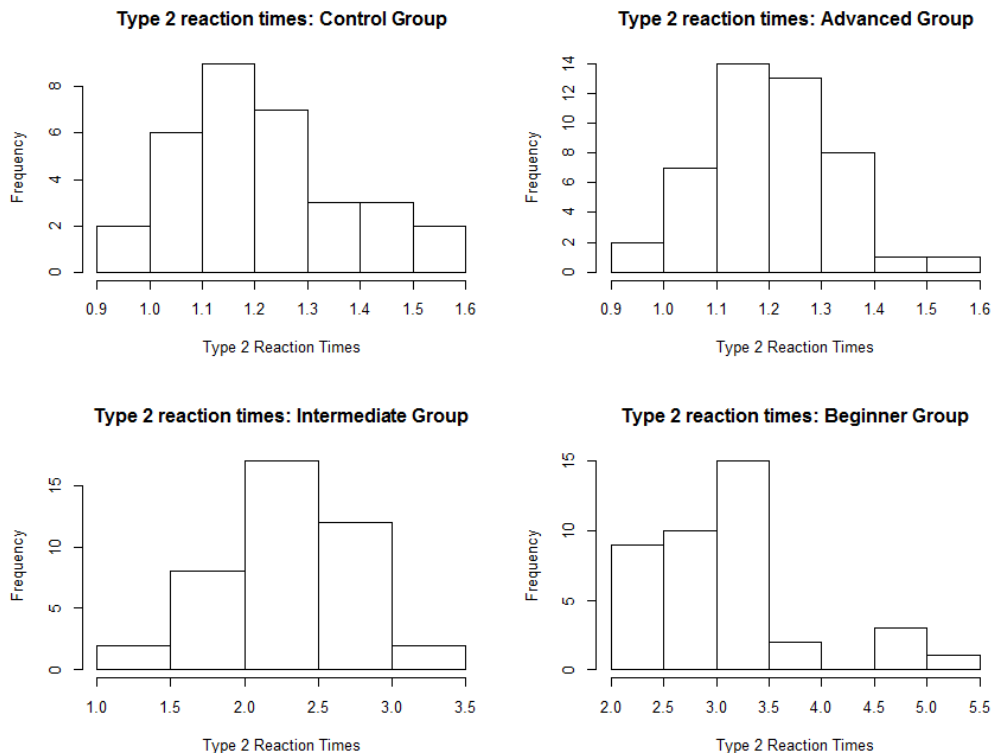 Type 2 reaction times: Control Group
Frequency
8
6
4
2
0
0.9 1.0 1.1 1.2 1.3 1.4 1.5 1.6
Type 2 Reaction Times
Type 2 reaction times: Advanced Group
Frequency
14
12
10
8
6
4
2
0
0.9 1.0 1.1 1.2 1.3 1.4 1.5 1.6
Type 2 Reaction Times
Type 2 reaction times: Intermediate Group
Frequency
15
10
5
0
1.0 1.5 2.0 2.5 3.0 3.5
Type 2 Reaction Times
Type 2 reaction times: Beginner Group
Frequency
15
10
5
0
2.0 2.5 3.0 3.5 4.0 4.5 5.0 5.5
Type 2 Reaction Times